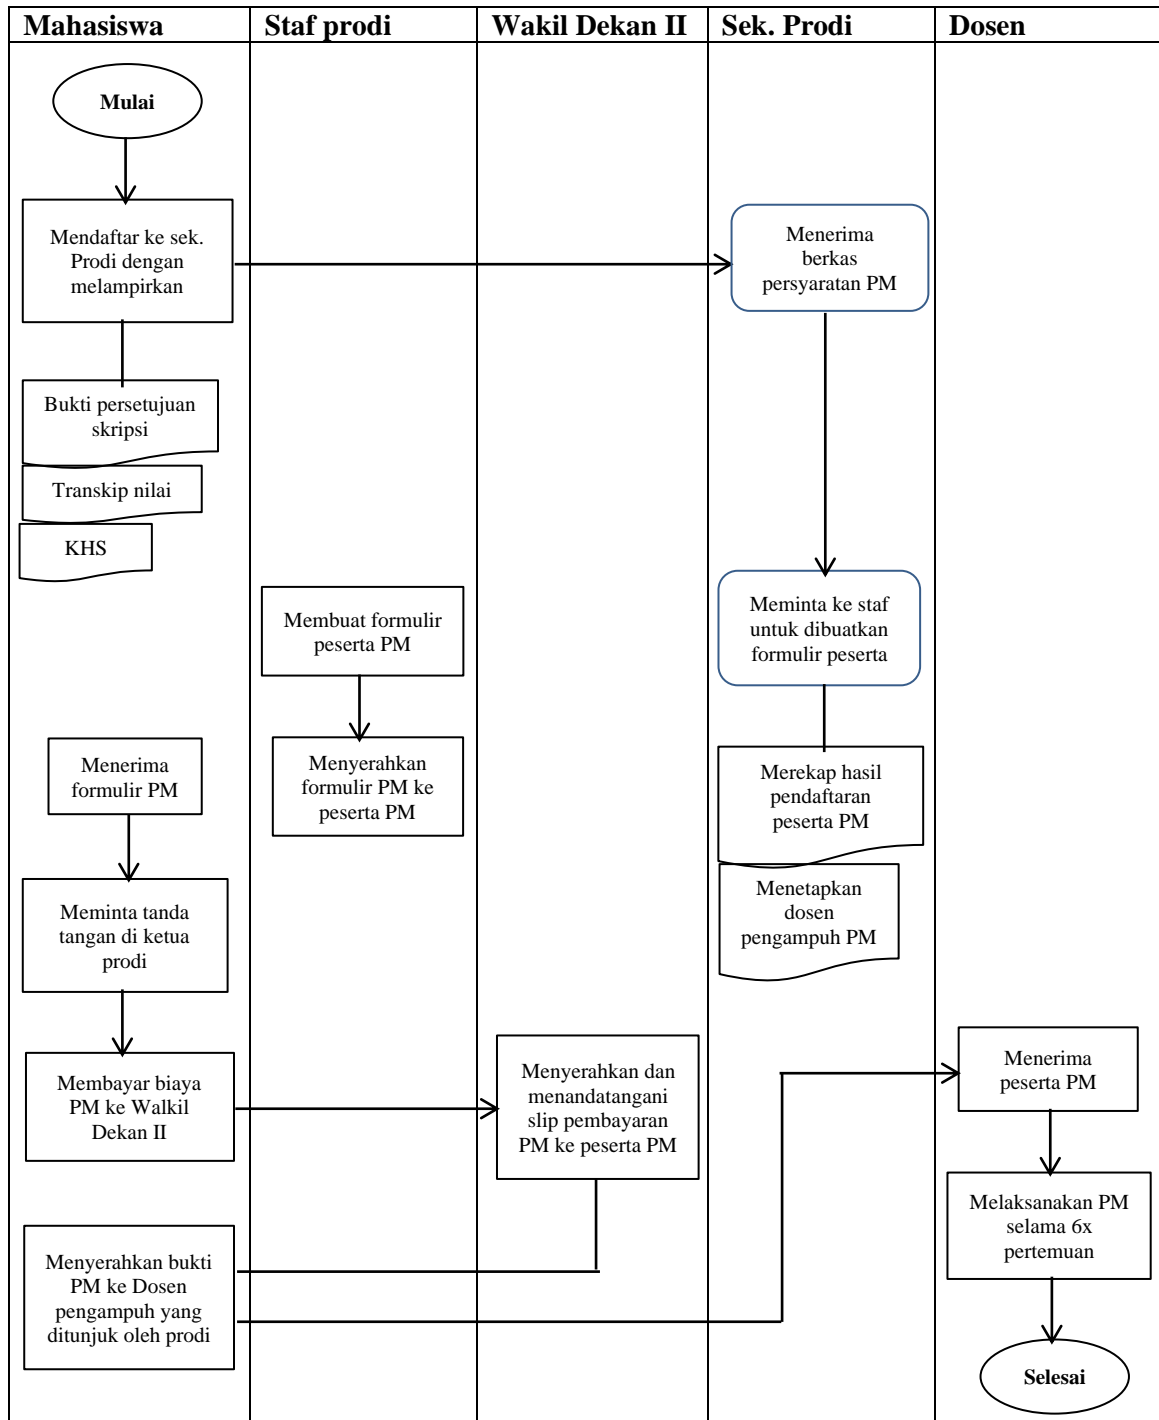 Mahasiswa
Staf prodi
Wakil Dekan II
Sek. Prodi
Dosen
Mulai
Mendaftar ke sek.
Prodi dengan
melampirkan
Menerima
berkas
persyaratan PM
Bukti persetujuan
skripsi
Transkip nilai
KHS
Membuat formulir
peserta PM
Meminta ke staf
untuk dibuatkan
formulir peserta
Menerima
formulir PM
Menyerahkan
formulir PM ke
peserta PM
Merekap hasil
pendaftaran
peserta PM
Meminta tanda
tangan di ketua
prodi
Menetapkan
dosen
pengampuh PM
Membayar biaya
PM ke Walkil
Dekan II
Menyerahkan dan
menandatangani
slip pembayaran
PM ke peserta PM
Menerima
peserta PM
Melaksanakan PM
selama 6x
pertemuan
Menyerahkan bukti
PM ke Dosen
pengampuh yang
ditunjuk oleh prodi
Selesai